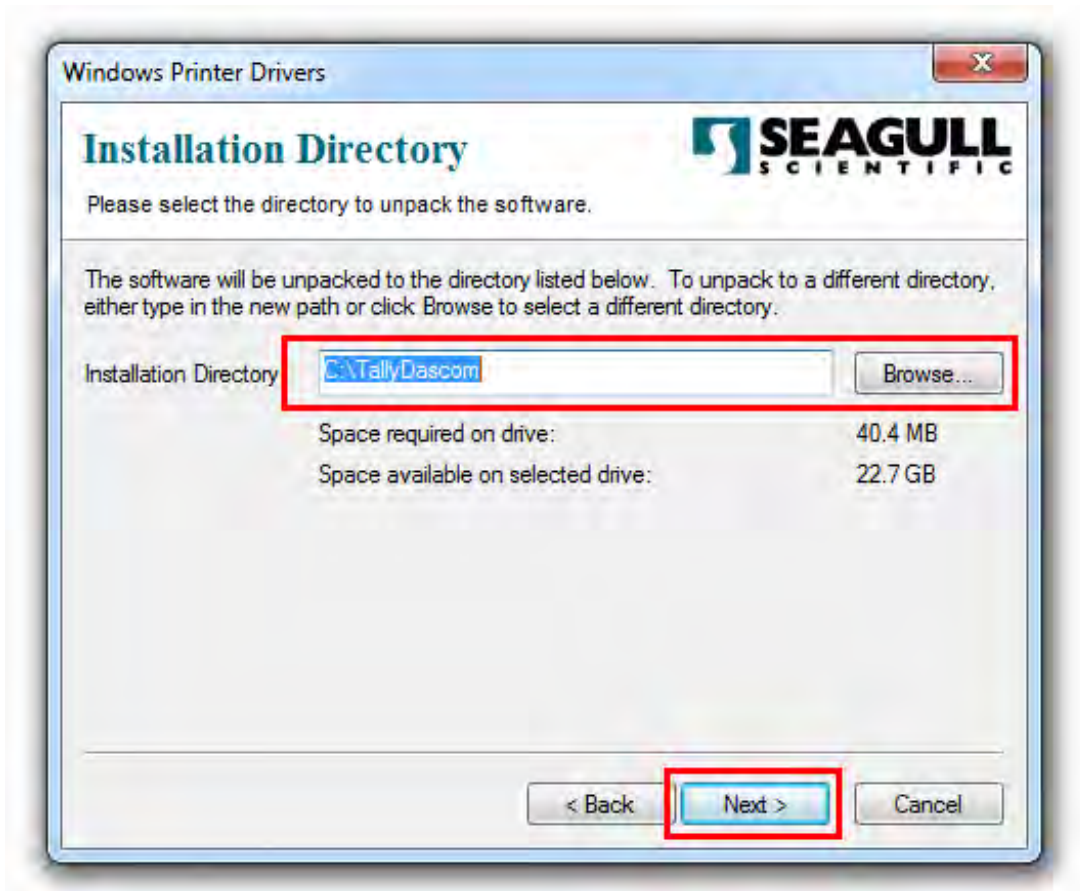 Windows Printer Drivers
Installation Directory
SEAGULL
SCIENTIFIC
Please select the directory to unpack the software.
The software will be unpacked to the directory listed below. To unpack to a different directory,
either type in the new path or click Browse to select a different directory.
Installation Directory C:\TallyDascom Browse...
Space required on drive: 40.4 MB
Space available on selected drive: 22.7 GB
< Back Next > Cancel